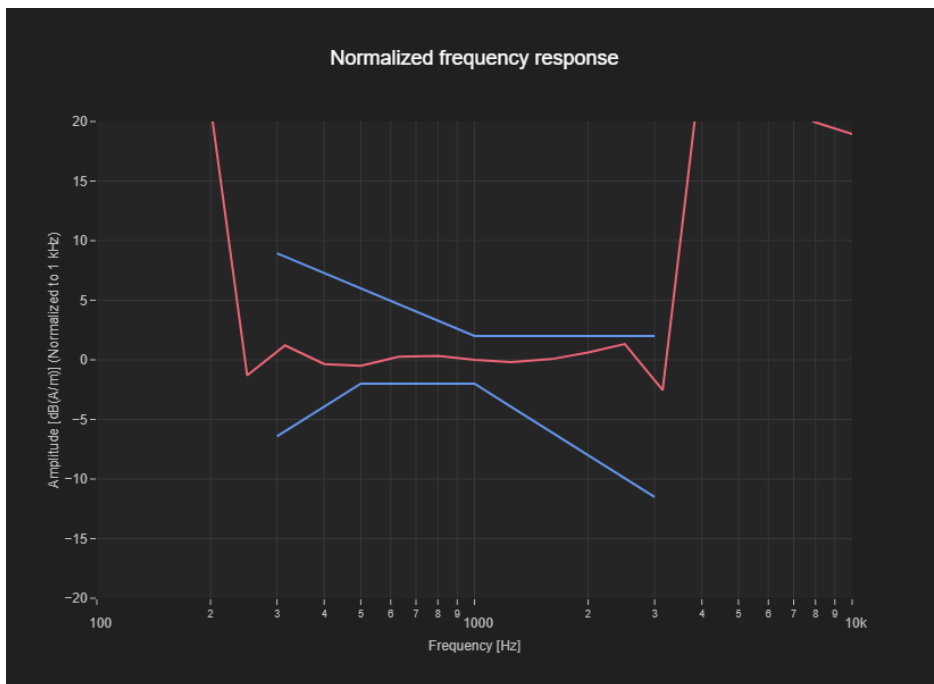 Normalized frequency response
Amplitude [dB(A/m)] (Normalized to 1 kHz)
20
15
10
5
0
−5
−10
−15
−20
100 2 3 4 5 6 7 8 9 1000 2 3 4 5 6 7 8 9 10k
Frequency [Hz]